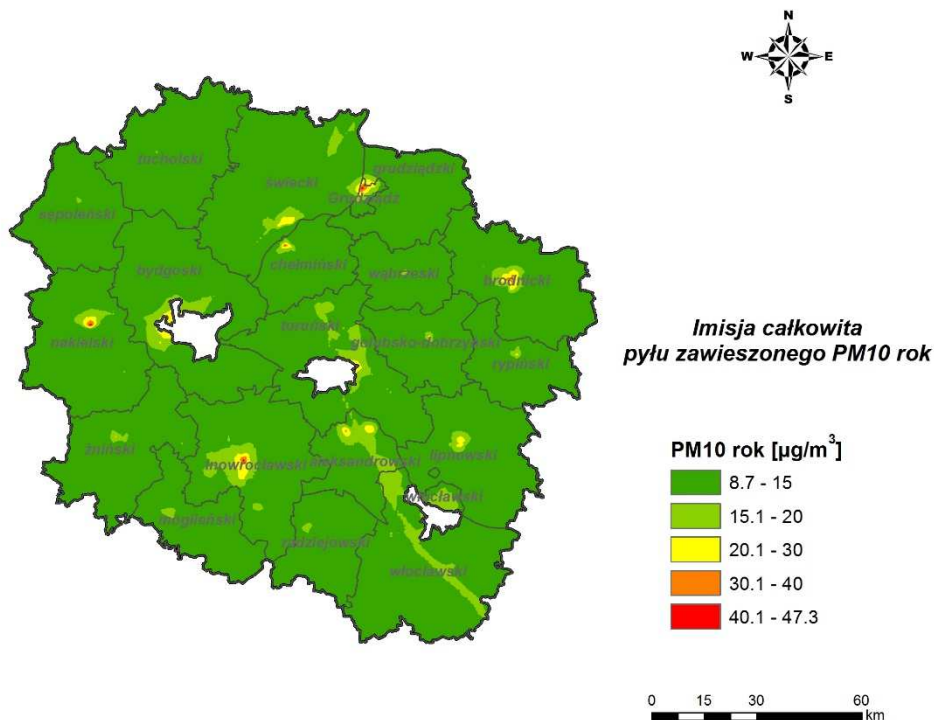 N
W E
S
tucholski
grudziądzki
świecki
Grudziądz
sępoleński
chełmiński
bydgoski
wąbrzeski
brodnicki
toruński
nakielski
golubsko-dobrzyński
rypiński
żniński
inowrocławski
aleksandrowski
lipnowski
włocławski
mogileński
radziejowski
włocławski
Imisja całkowita
pyłu zawieszonego PM10 rok
PM10 rok [µg/m³]
8.7 - 15
15.1 - 20
20.1 - 30
30.1 - 40
40.1 - 47.3
0 15 30 60
km